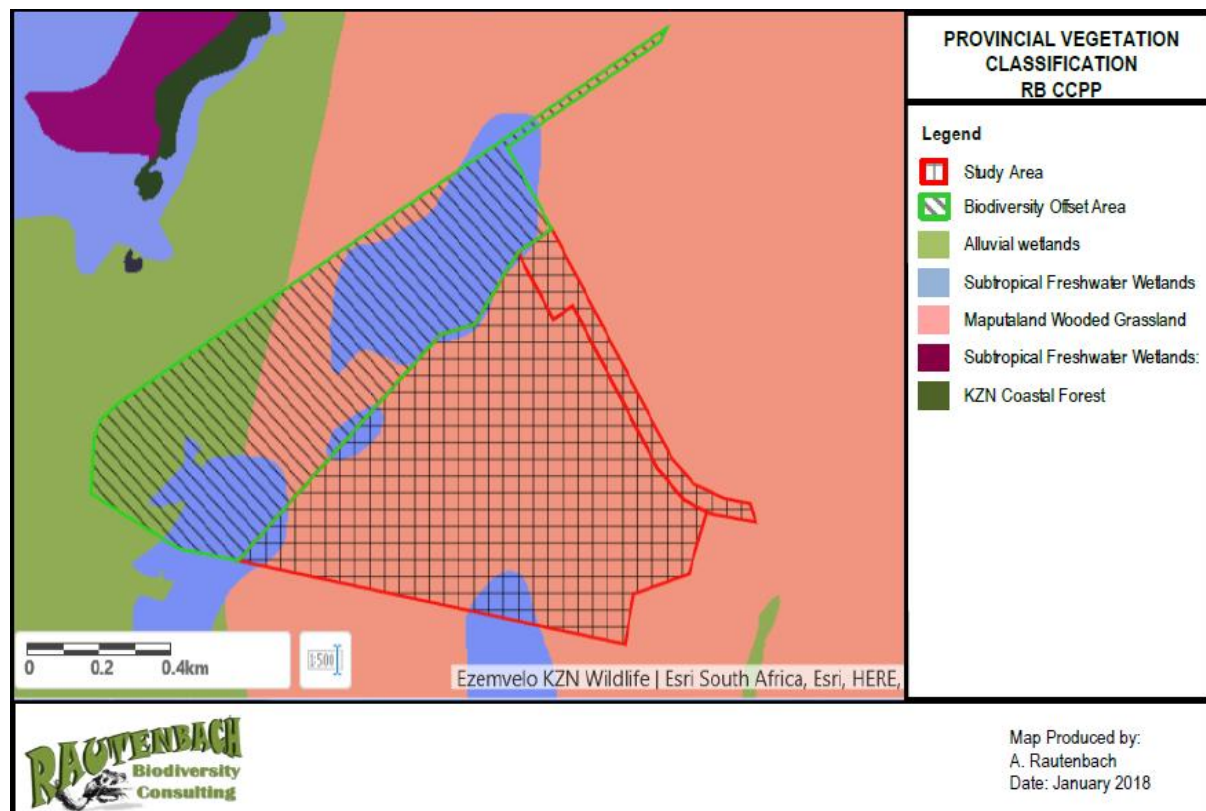 PROVINCIAL VEGETATION
CLASSIFICATION
RB CCPP
Legend
Study Area
Biodiversity Offset Area
Alluvial wetlands
Subtropical Freshwater Wetlands
Maputaland Wooded Grassland
Subtropical Freshwater Wetlands:
KZN Coastal Forest
0 0.2 0.4km
1:500
Ezemvelo KZN Wildlife | Esri South Africa, Esri, HERE,
RAUTENBACH
Biodiversity
Consulting
Map Produced by:
A. Rautenbach
Date: January 2018